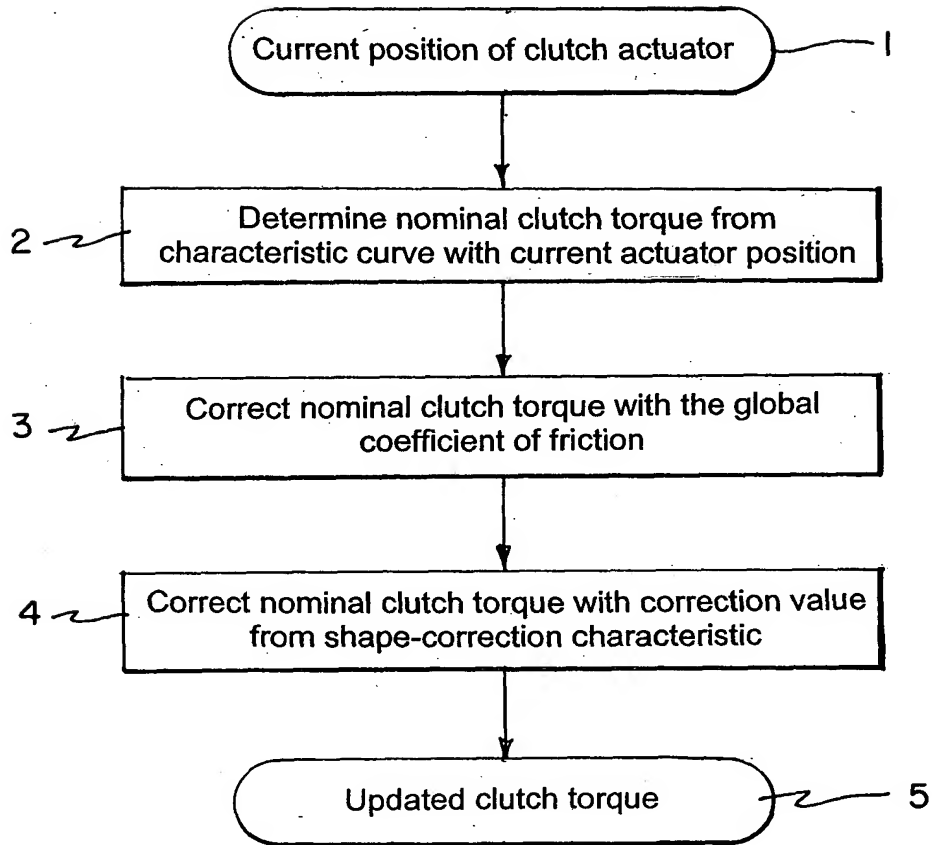 Current position of clutch actuator
1
2
Determine nominal clutch torque from
characteristic curve with current actuator position
3
Correct nominal clutch torque with the global
coefficient of friction
4
Correct nominal clutch torque with correction value
from shape-correction characteristic
Updated clutch torque
5